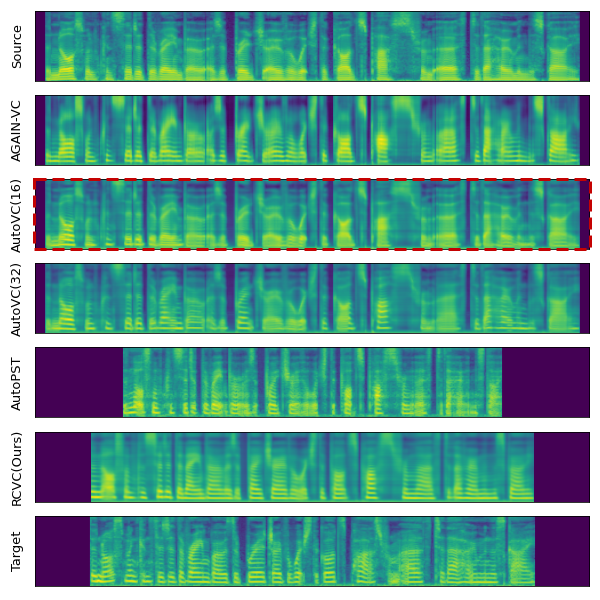 Source
AGAIN-VC
AutoVC(16)
AutoVC(32)
AutoPST
RCVC(Ours)
Target